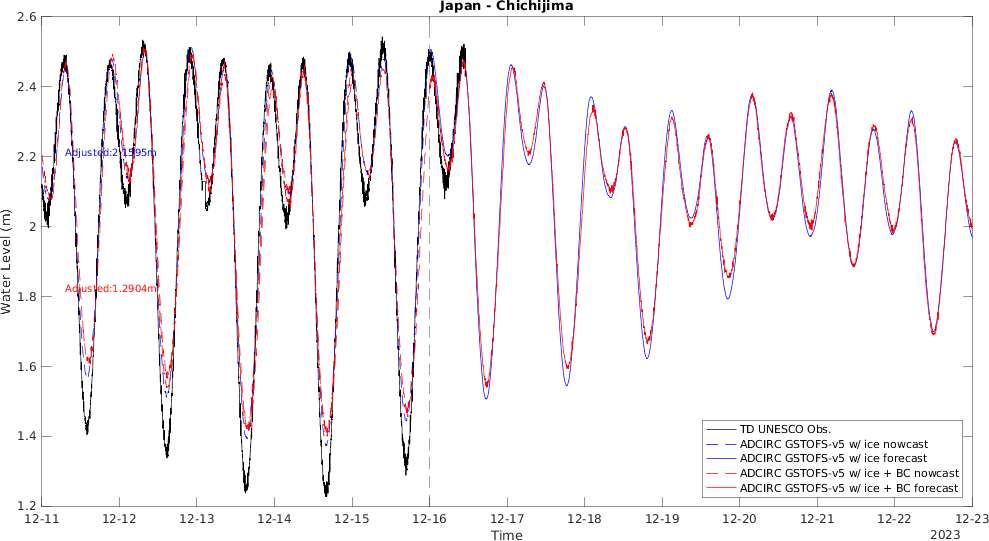 Japan - Chichijima
2.6
2.4
2.2
2
1.8
1.6
1.4
1.2
Water Level (m)
Adjusted:2.1595m
Adjusted:1.2904m
TD UNESCO Obs.
ADCIRC GSTOFS-v5 w/ ice nowcast
ADCIRC GSTOFS-v5 w/ ice forecast
ADCIRC GSTOFS-v5 w/ ice + BC nowcast
ADCIRC GSTOFS-v5 w/ ice + BC forecast
12-11 12-12 12-13 12-14 12-15 12-16 12-17 12-18 12-19 12-20 12-21 12-22 12-23
Time
2023